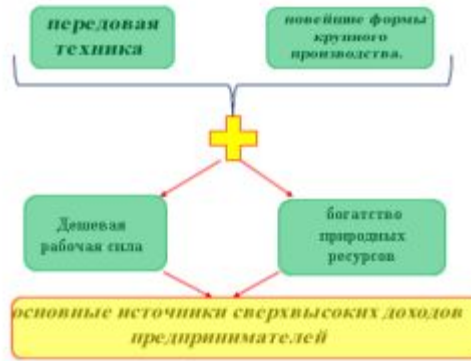 передовая
техника
новейшие формы
крупного
производства.
Дешевая
рабочая сила
богатство
природных
ресурсов
основные источники сверхвысоких доходов
предпринимателей